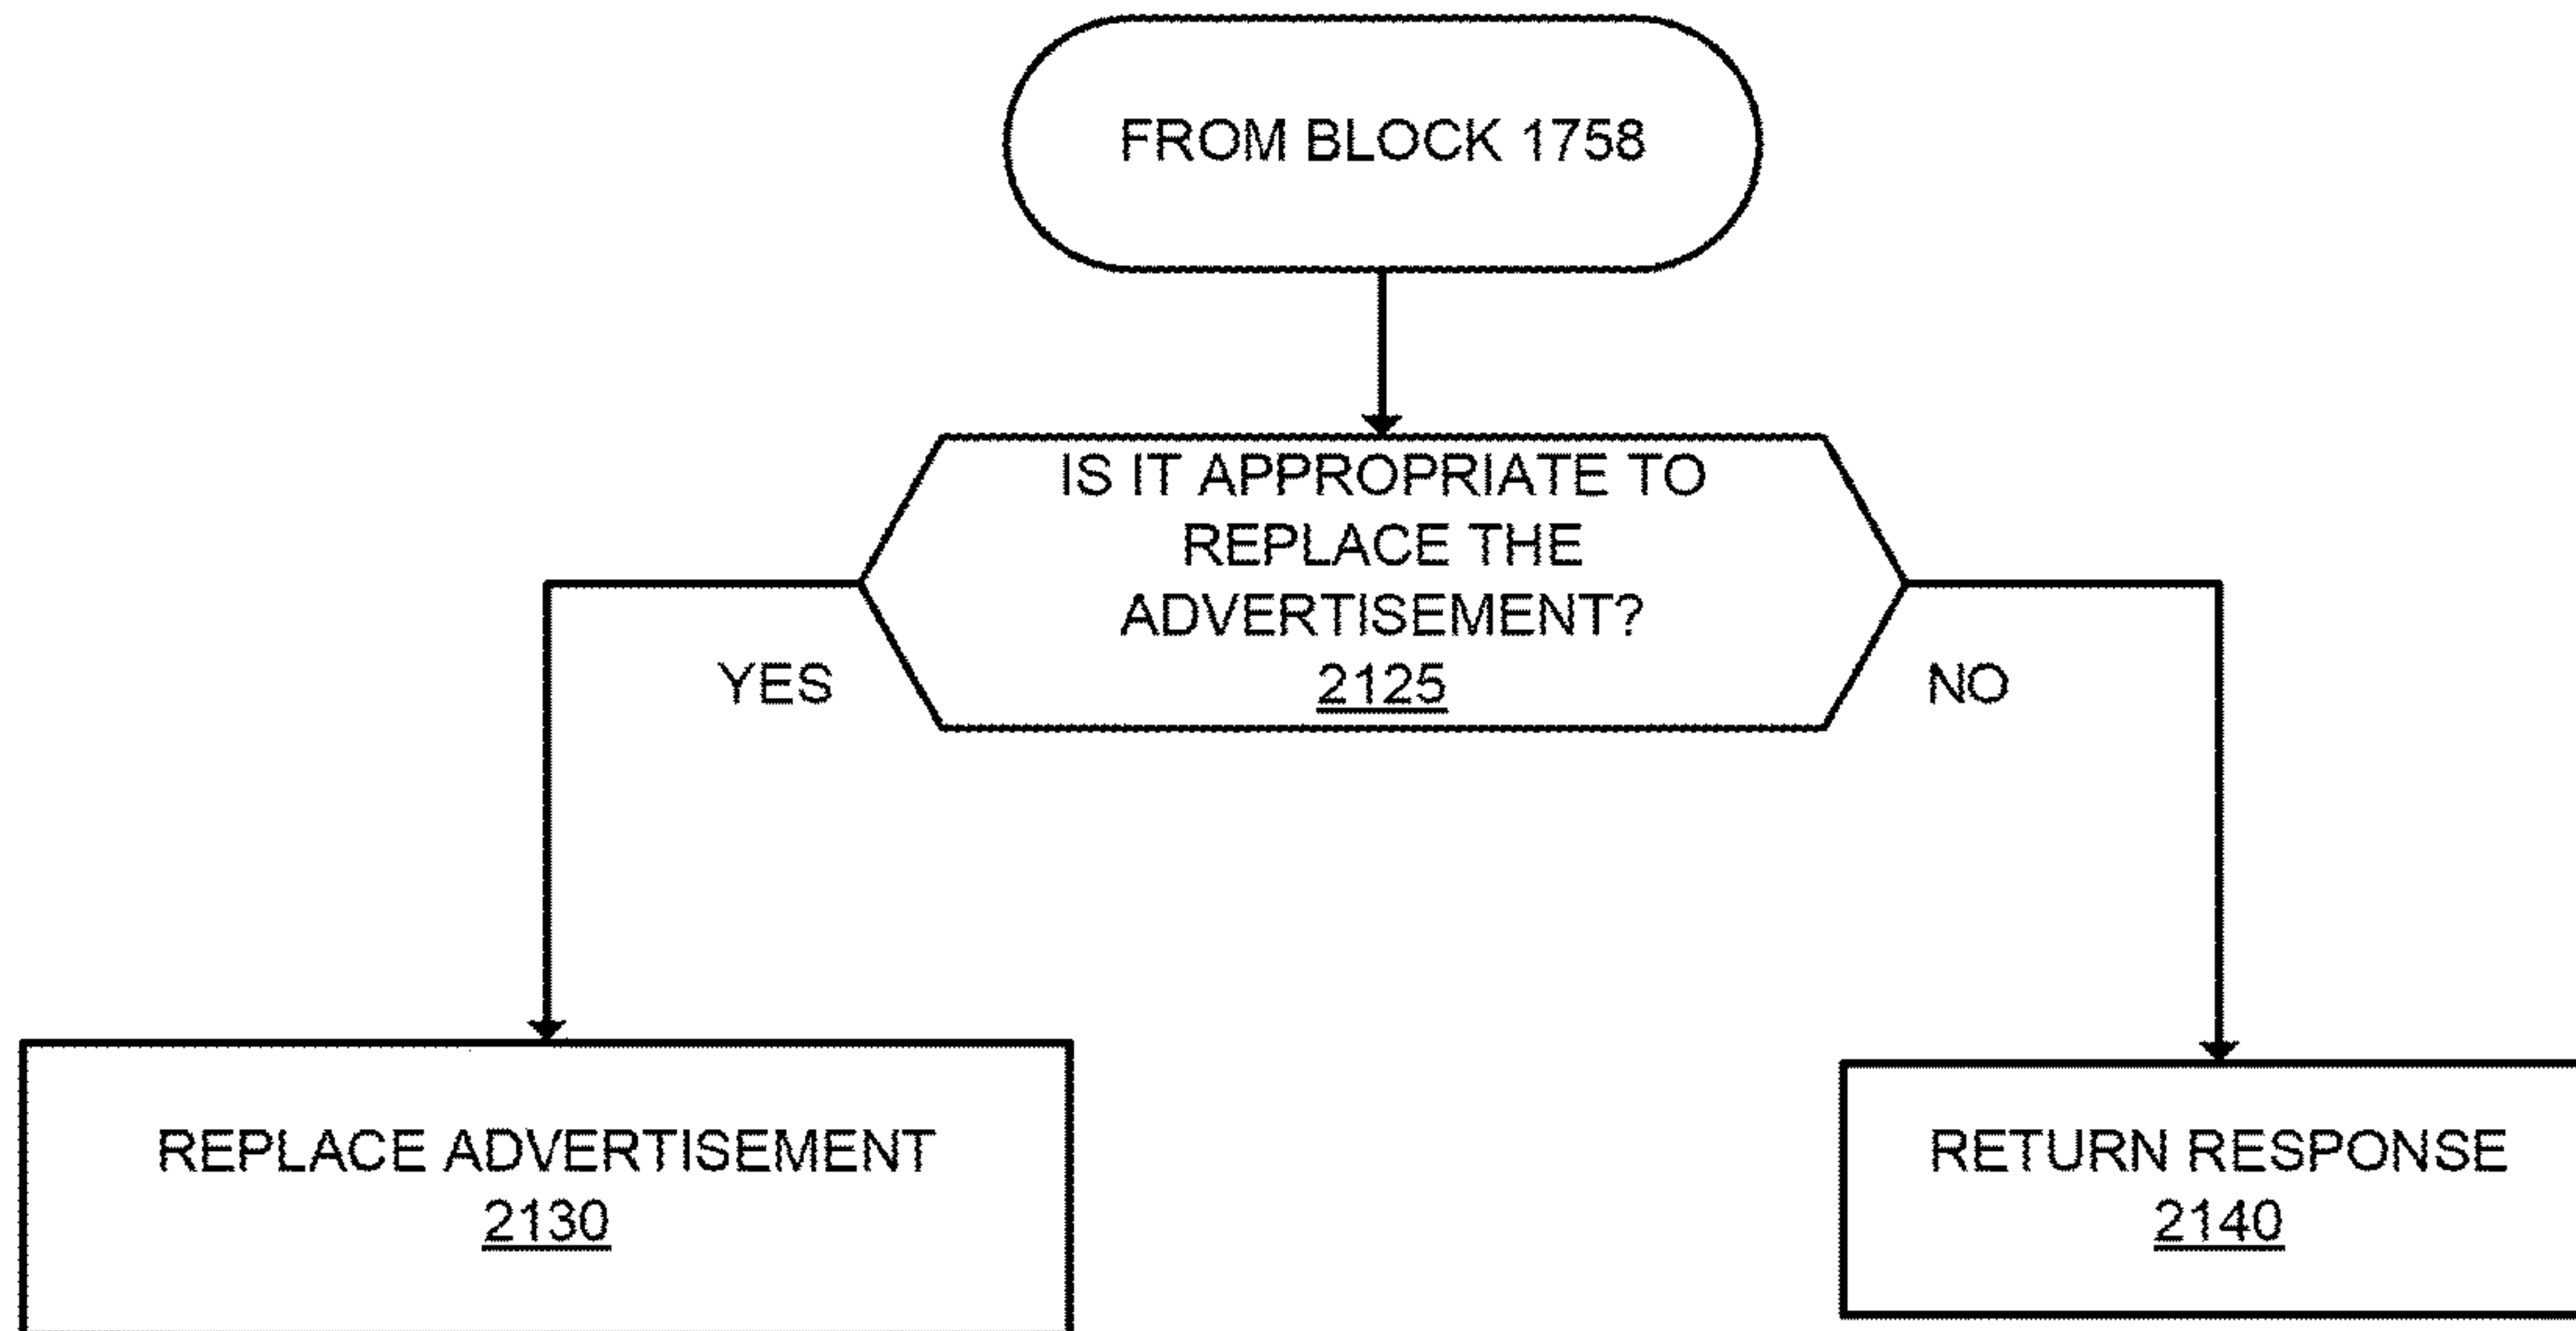 FROM BLOCK 1758
IS IT APPROPRIATE TO
REPLACE THE
ADVERTISEMENT?
2125
YES
NO
REPLACE ADVERTISEMENT
2130
RETURN RESPONSE
2140